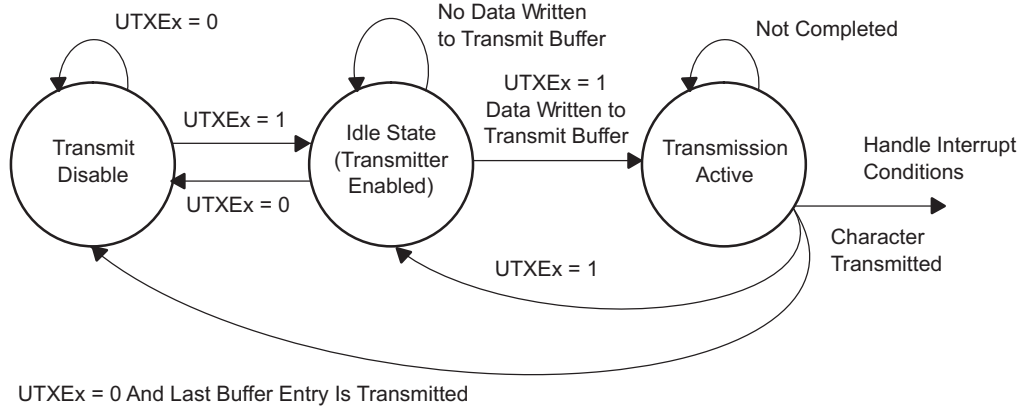 UTXEx = 0
No Data Written
to Transmit Buffer
Not Completed
UTXEx = 1
UTXEx = 1
Data Written to
Transmit Buffer
Transmit
Disable
Idle State
(Transmitter
Enabled)
Transmission
Active
Handle Interrupt
Conditions
UTXEx = 0
UTXEx = 1
Character
Transmitted
UTXEx = 0 And Last Buffer Entry Is Transmitted